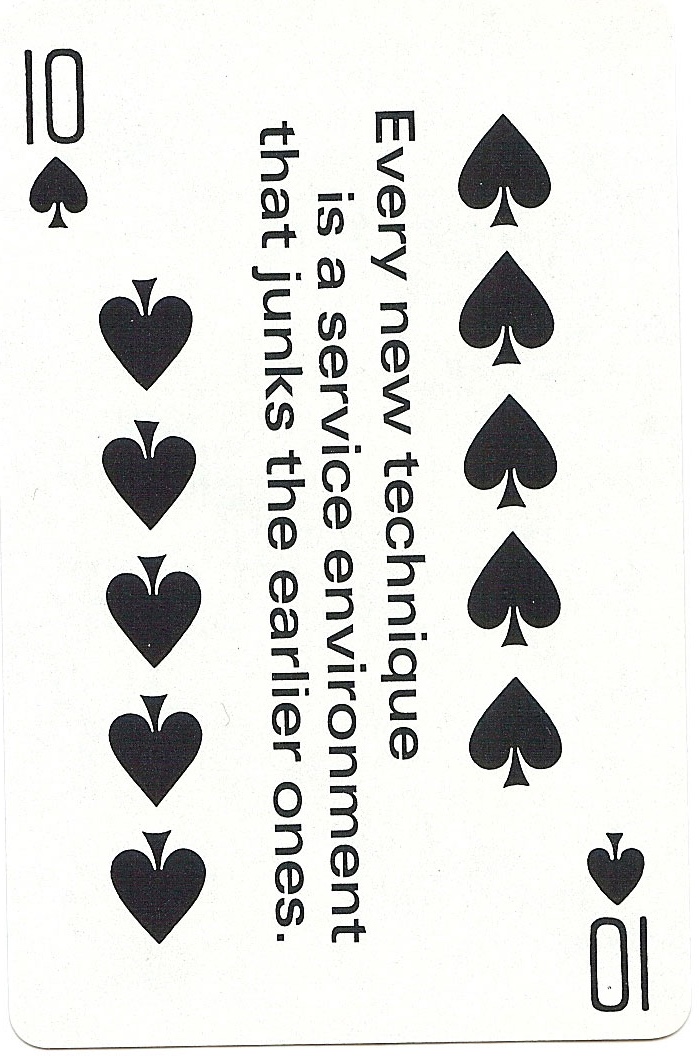 10
Every new technique
is a service environment
that junks the earlier ones.
10